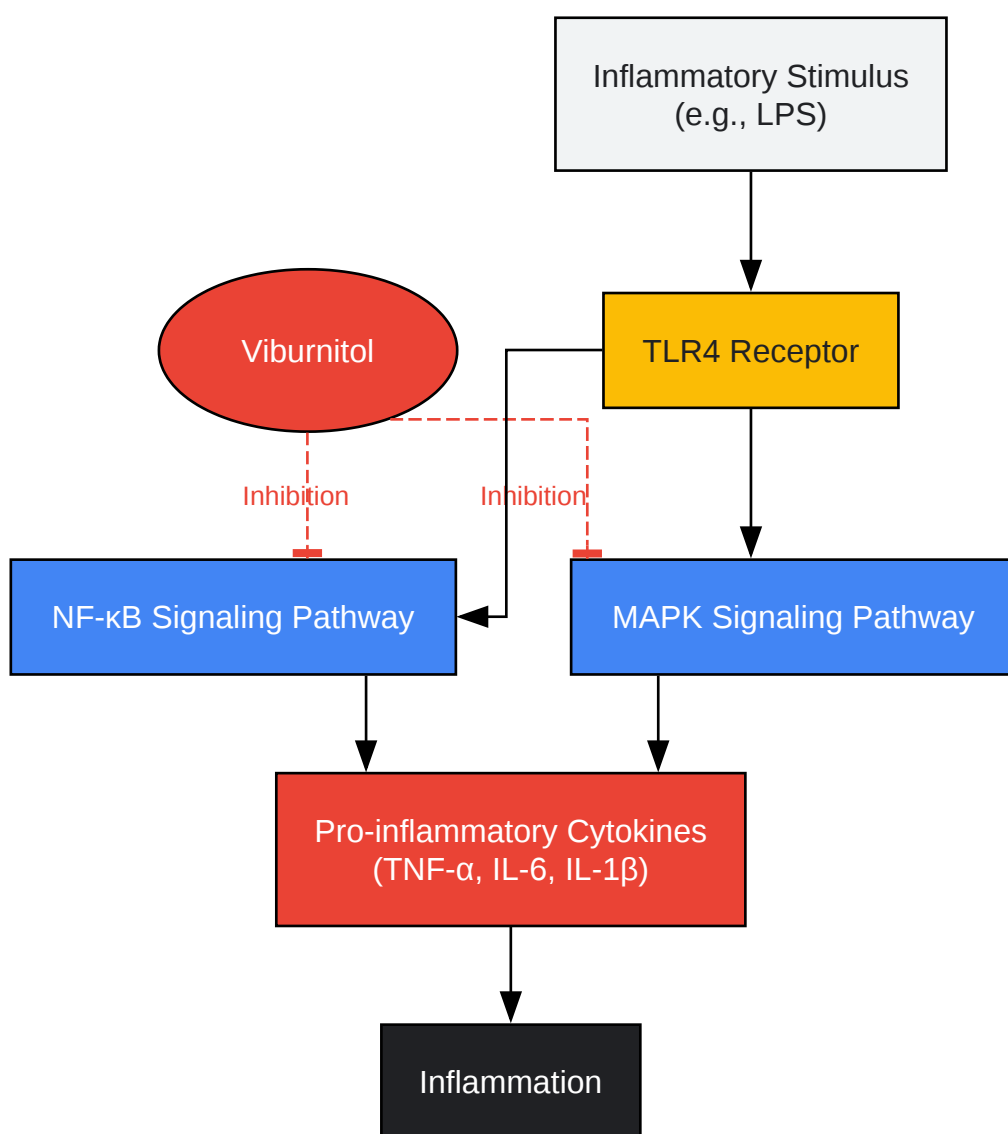 Inflammatory Stimulus
(e.g., LPS)
Viburnitol
TLR4 Receptor
Inhibition
Inhibition
NF-κB Signaling Pathway
MAPK Signaling Pathway
Pro-inflammatory Cytokines
(TNF-α, IL-6, IL-1β)
Inflammation